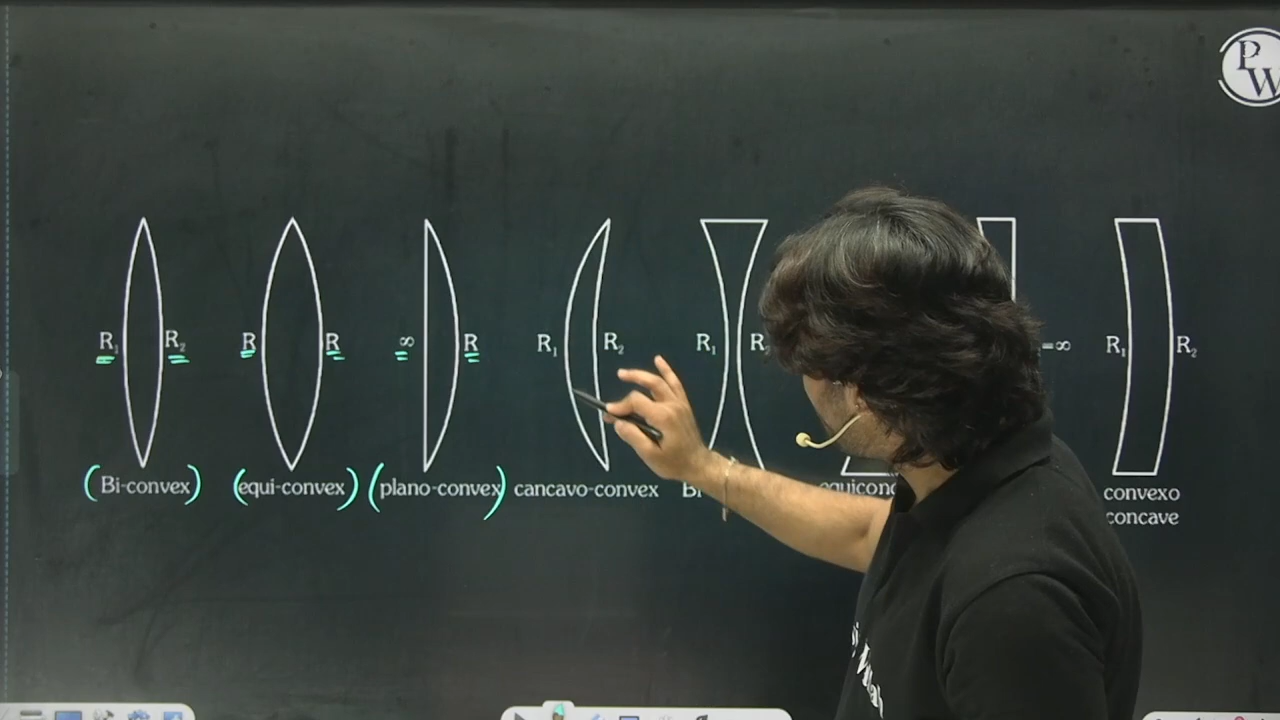 PW
R₁ R₂ R R ∞ R R₁ R₂ R₁ R =∞ R₁ R₂
(Bi-convex) (equi-convex) (plano-convex) cancavo-convex convexo
concave